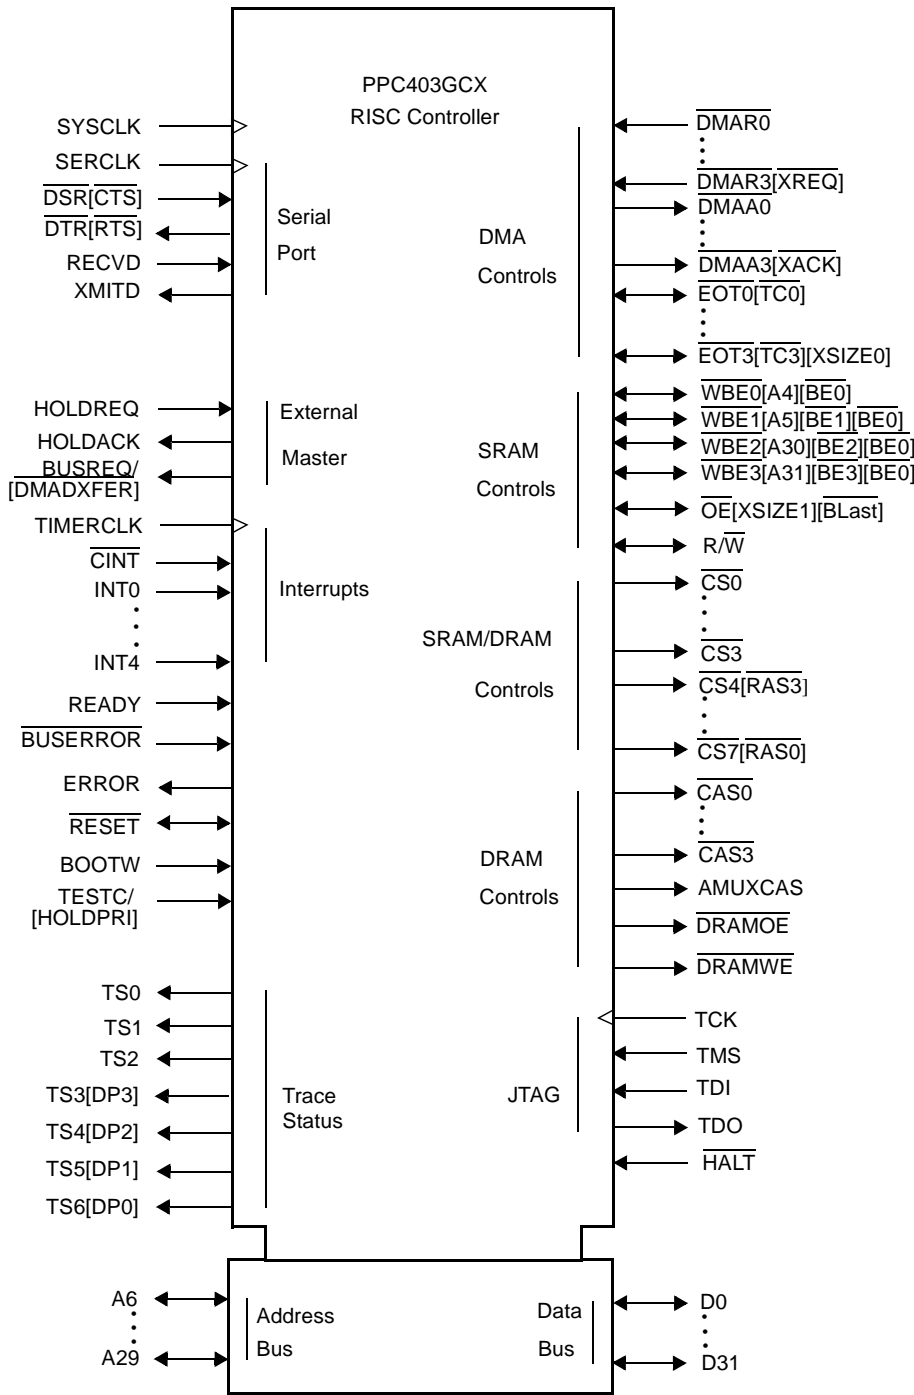 PPC403GCX
RISC Controller
SYSCLK
SERCLK
DSR[CTS]
DTR[RTS]
RECVD
XMITD
Serial
Port
HOLDREQ
HOLDACK
BUSREQ/
[DMADXFER]
External
Master
TIMERCLK
CINT
INT0
INT4
Interrupts
READY
BUSERROR
ERROR
RESET
BOOTW
TESTC/
[HOLDPRI]
TS0
TS1
TS2
TS3[DP3]
TS4[DP2]
TS5[DP1]
TS6[DP0]
Trace
Status
DMA
Controls
DMAR0
DMAR3[XREQ]
DMAA0
DMAA3[XACK]
EOT0[TC0]
EOT3[TC3][XSIZE0]
SRAM
Controls
WBE0[A4][BE0]
WBE1[A5][BE1][BE0]
WBE2[A30][BE2][BE0]
WBE3[A31][BE3][BE0]
OE[XSIZE1][BLast]
R/W
SRAM/DRAM
Controls
CS0
CS3
CS4[RAS3]
CS7[RAS0]
DRAM
Controls
CAS0
CAS3
AMUXCAS
DRAMOE
DRAMWE
JTAG
TCK
TMS
TDI
TDO
HALT
A6
A29
Address
Bus
Data
Bus
D0
D31